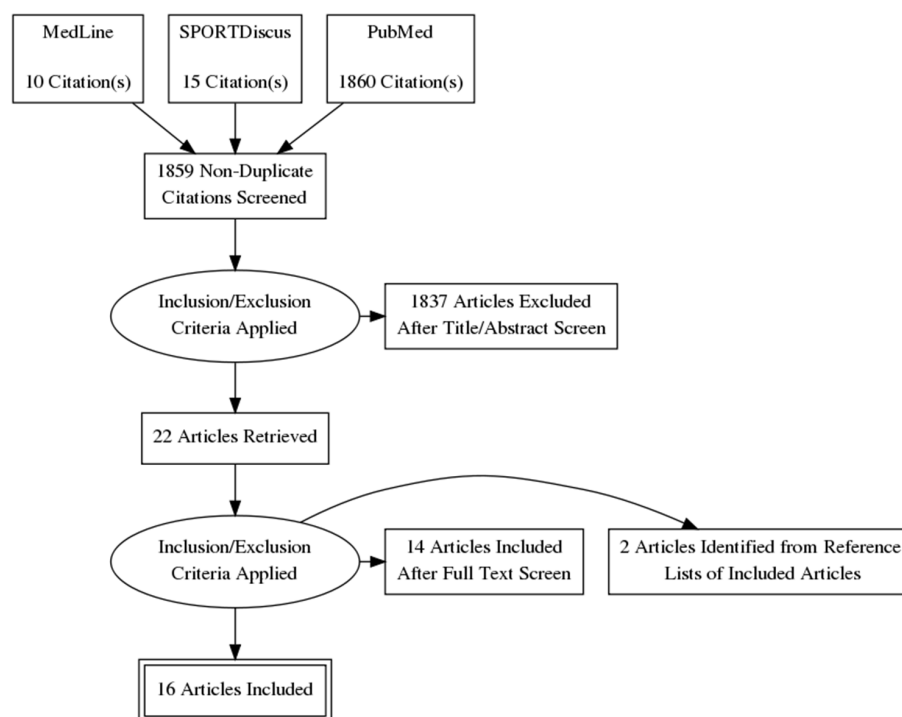 MedLine
10 Citation(s)
SPORTDiscus
15 Citation(s)
PubMed
1860 Citation(s)
1859 Non-Duplicate
Citations Screened
Inclusion/Exclusion
Criteria Applied
1837 Articles Excluded
After Title/Abstract Screen
22 Articles Retrieved
Inclusion/Exclusion
Criteria Applied
14 Articles Included
After Full Text Screen
2 Articles Identified from Reference
Lists of Included Articles
16 Articles Included